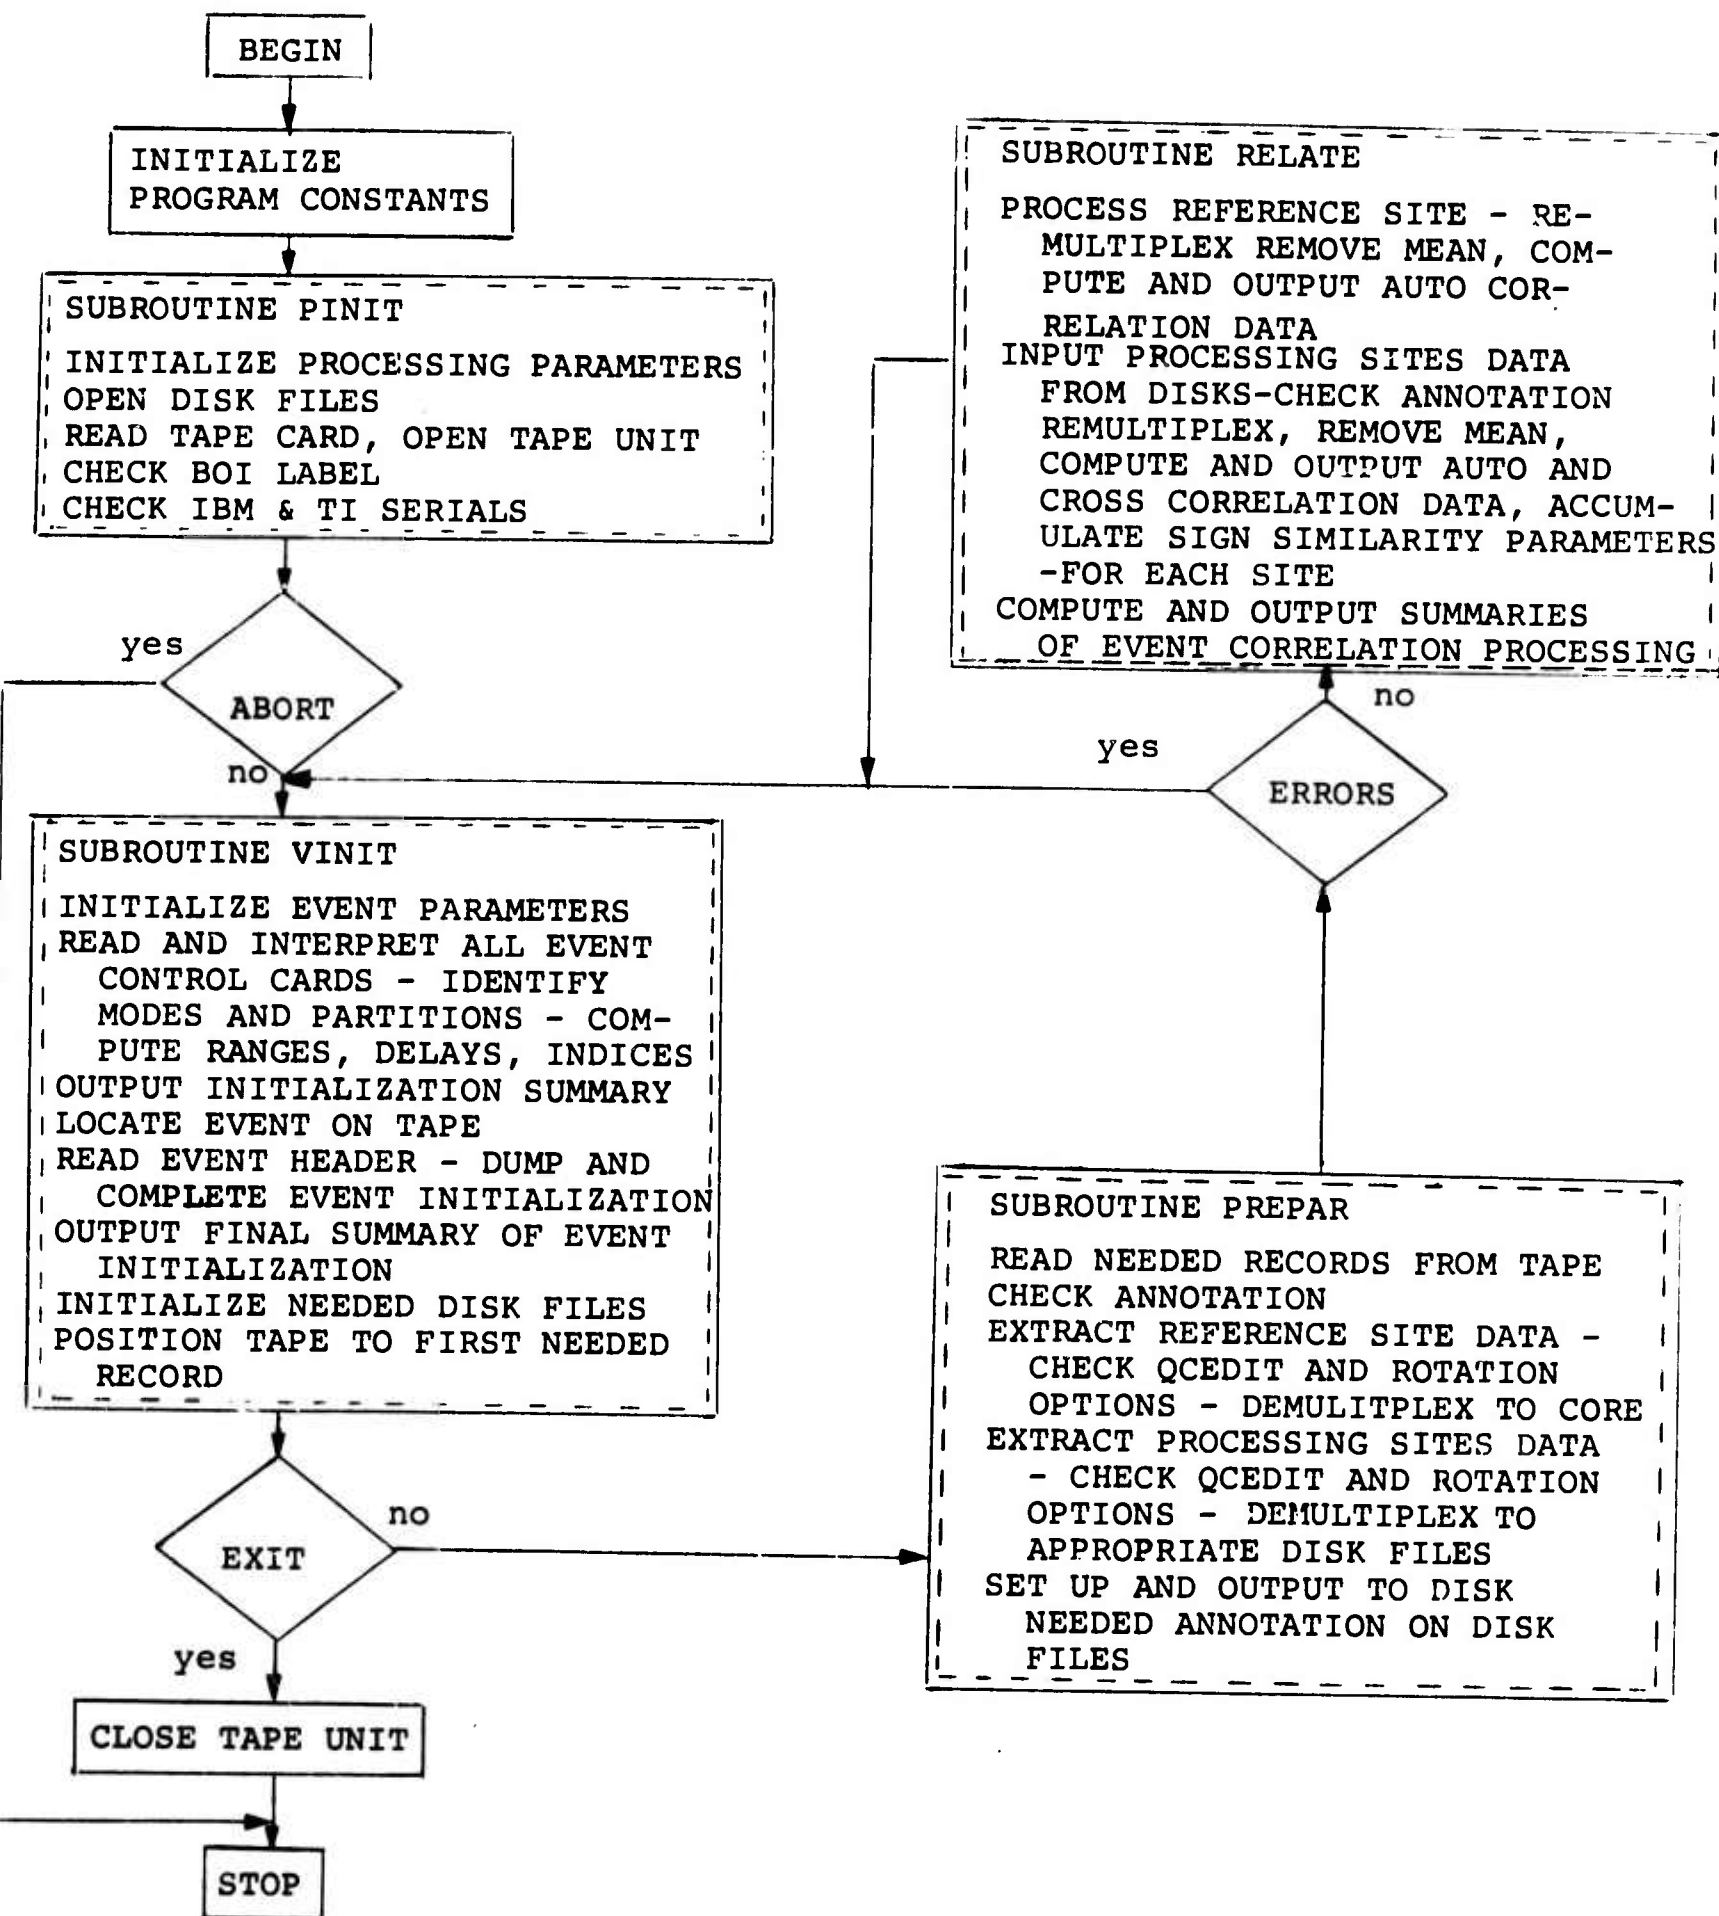 BEGIN
INITIALIZE
PROGRAM CONSTANTS
SUBROUTINE PINIT
INITIALIZE PROCESSING PARAMETERS
OPEN DISK FILES
READ TAPE CARD, OPEN TAPE UNIT
CHECK BOI LABEL
CHECK IBM & TI SERIALS
yes
ABORT
no
SUBROUTINE VINIT
INITIALIZE EVENT PARAMETERS
READ AND INTERPRET ALL EVENT
CONTROL CARDS - IDENTIFY
MODES AND PARTITIONS - COM-
PUTE RANGES, DELAYS, INDICES
OUTPUT INITIALIZATION SUMMARY
LOCATE EVENT ON TAPE
READ EVENT HEADER - DUMP AND
COMPLETE EVENT INITIALIZATION
OUTPUT FINAL SUMMARY OF EVENT
INITIALIZATION
INITIALIZE NEEDED DISK FILES
POSITION TAPE TO FIRST NEEDED
RECORD
no
EXIT
yes
CLOSE TAPE UNIT
STOP
SUBROUTINE RELATE
PROCESS REFERENCE SITE - RE-
MULTIPLEX REMOVE MEAN, COM-
PUTE AND OUTPUT AUTO COR-
RELATION DATA
INPUT PROCESSING SITES DATA
FROM DISKS-CHECK ANNOTATION
REMULTIPLEX, REMOVE MEAN,
COMPUTE AND OUTPUT AUTO AND
CROSS CORRELATION DATA, ACCUM-
ULATE SIGN SIMILARITY PARAMETERS
-FOR EACH SITE
COMPUTE AND OUTPUT SUMMARIES
OF EVENT CORRELATION PROCESSING
no
yes
ERRORS
SUBROUTINE PREPAR
READ NEEDED RECORDS FROM TAPE
CHECK ANNOTATION
EXTRACT REFERENCE SITE DATA -
CHECK QCEDIT AND ROTATION
OPTIONS - DEMULITPLEX TO CORE
EXTRACT PROCESSING SITES DATA
- CHECK QCEDIT AND ROTATION
OPTIONS - DEMULTIPLEX TO
APPROPRIATE DISK FILES
SET UP AND OUTPUT TO DISK
NEEDED ANNOTATION ON DISK
FILES